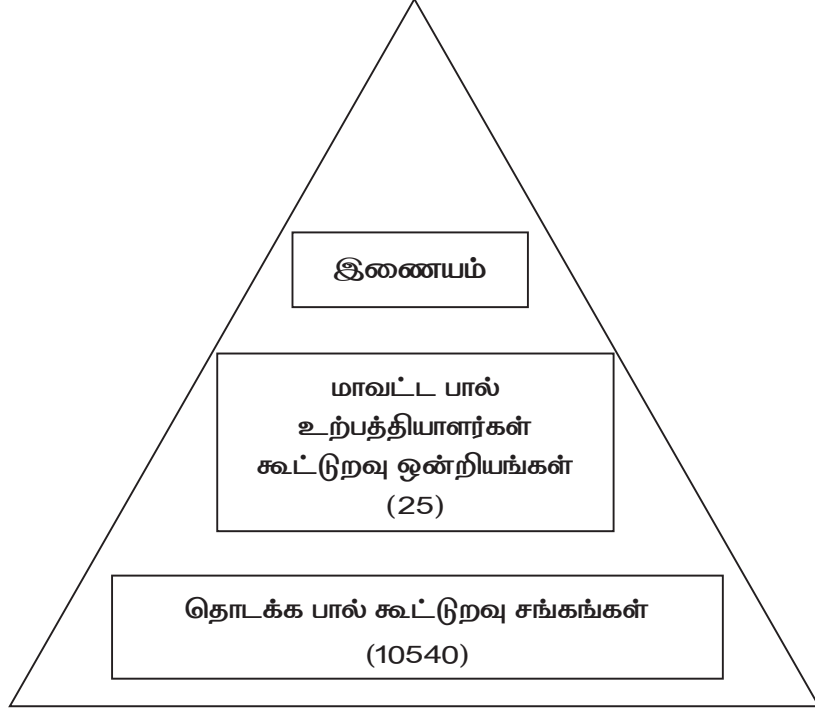 இணையம்
மாவட்ட பால்
உற்பத்தியாளர்கள்
கூட்டுறவு ஒன்றியங்கள்
(25)
தொடக்க பால் கூட்டுறவு சங்கங்கள்
(10540)